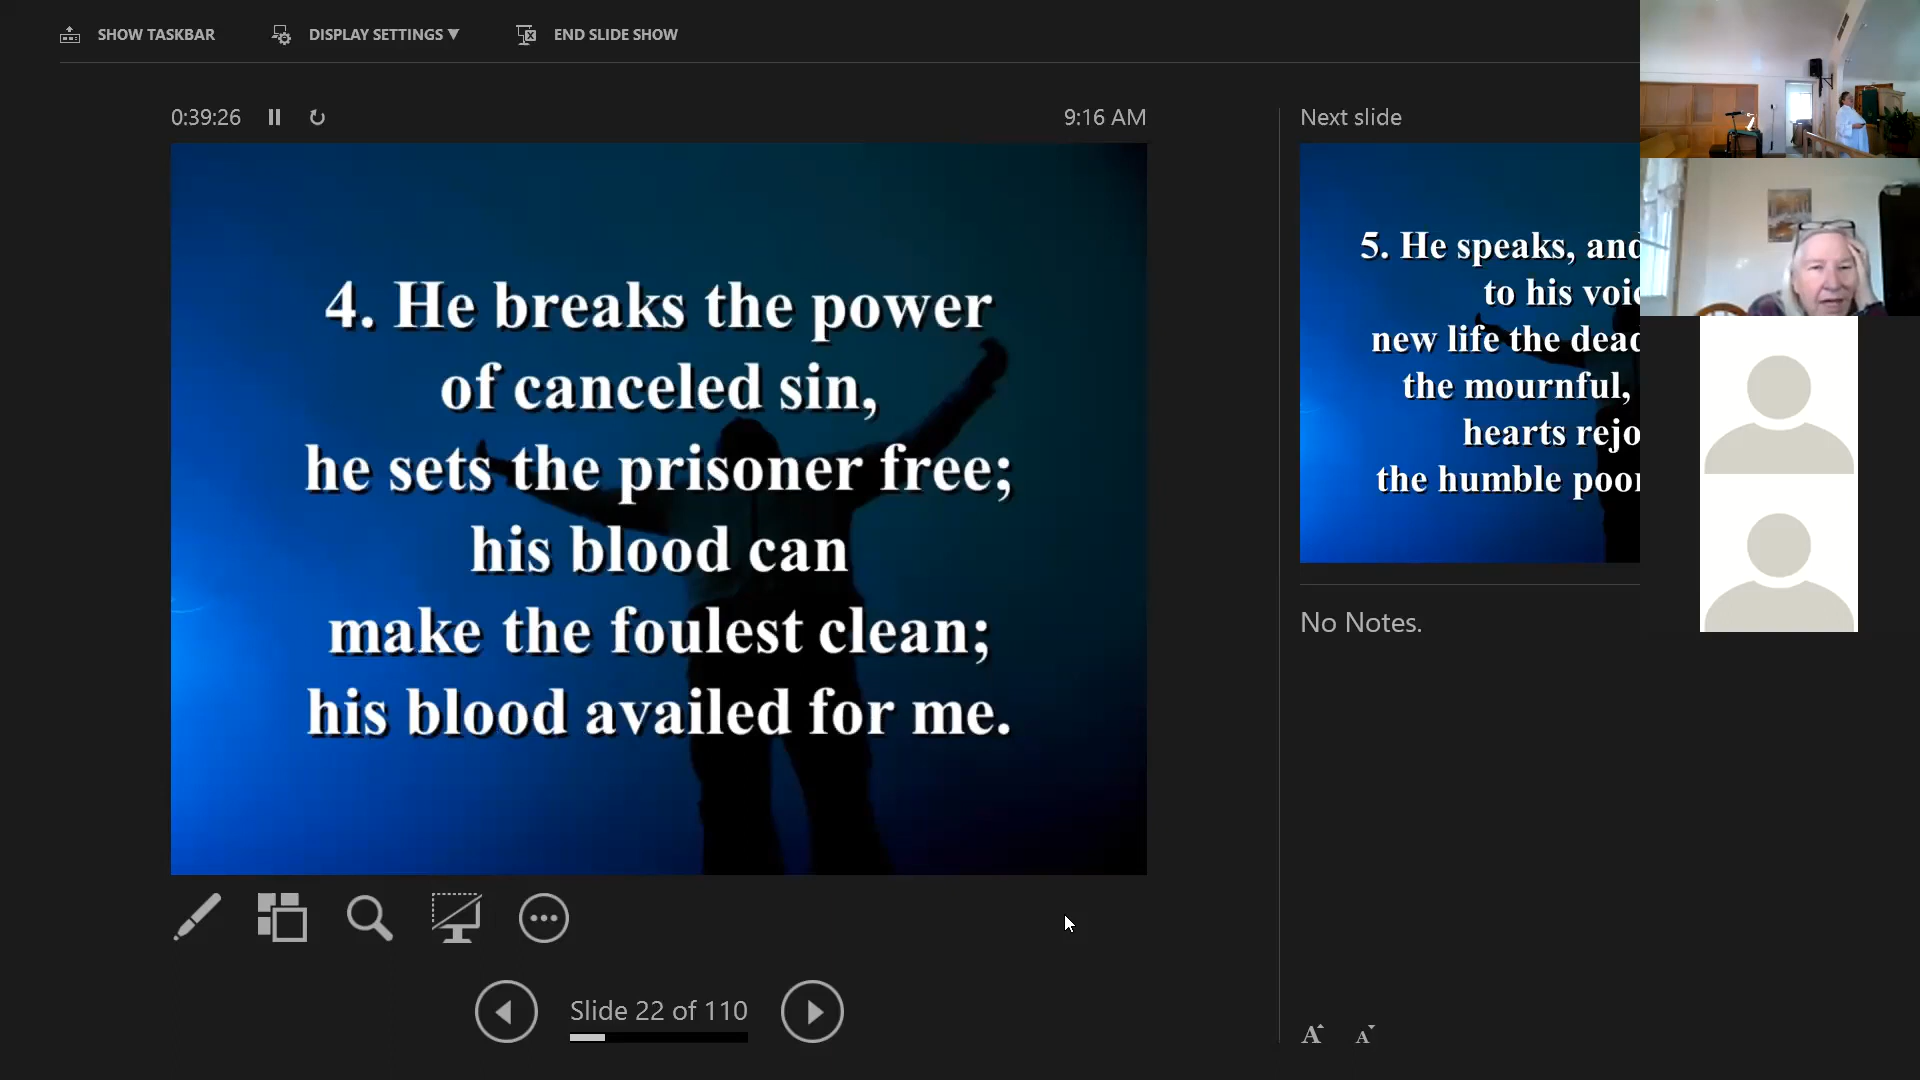 SHOW TASKBAR
DISPLAY SETTINGS ▼
END SLIDE SHOW
0:39:26
9:16 AM
Next slide
4. He breaks the power
of canceled sin,
he sets the prisoner free;
his blood can
make the foulest clean;
his blood availed for me.
5. He speaks, and
to his voic
new life the dead
the mournful,
hearts rejo
the humble poor
No Notes.
Slide 22 of 110
A A